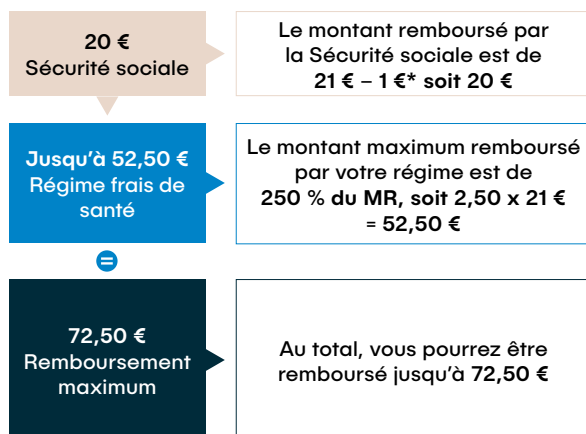 20 €
Sécurité sociale
Le montant remboursé par
la Sécurité sociale est de
21 € – 1 €* soit 20 €
Jusqu'à 52,50 €
Régime frais de
santé
Le montant maximum remboursé
par votre régime est de
250 % du MR, soit 2,50 x 21 €
= 52,50 €
=
72,50 €
Remboursement
maximum
Au total, vous pourrez être
remboursé jusqu'à 72,50 €